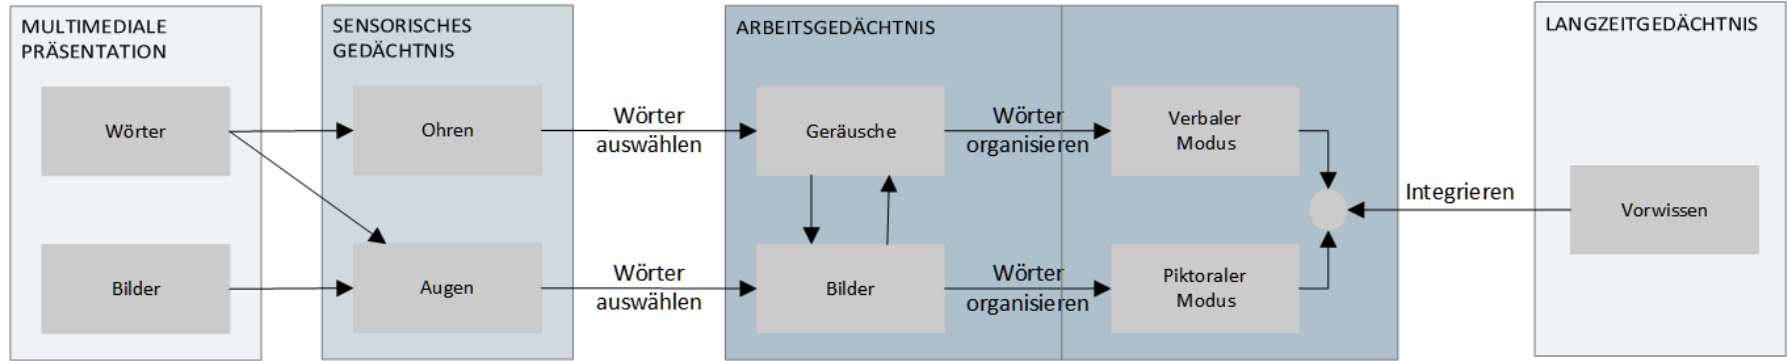 MULTIMEDIALE
PRÄSENTATION
Wörter
Bilder
SENSORISCHES
GEDÄCHTNIS
Ohren
Augen
Wörter
auswählen
Wörter
auswählen
ARBEITSGEDÄCHTNIS
Geräusche
Bilder
Wörter
organisieren
Wörter
organisieren
Verbaler
Modus
Piktoraler
Modus
Integrieren
LANGZEITGEDÄCHTNIS
Vorwissen